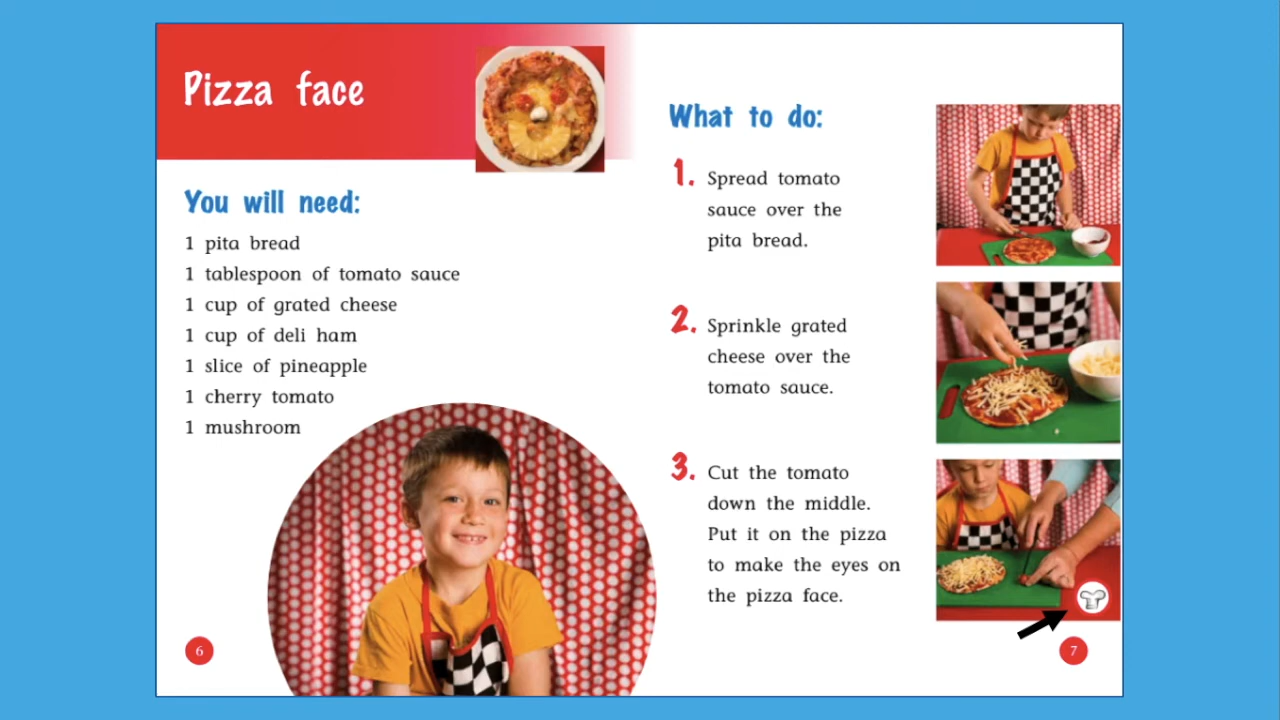 Pizza face
You will need:
1 pita bread
1 tablespoon of tomato sauce
1 cup of grated cheese
1 cup of deli ham
1 slice of pineapple
1 cherry tomato
1 mushroom
6
What to do:
1. Spread tomato
sauce over the
pita bread.
2. Sprinkle grated
cheese over the
tomato sauce.
3. Cut the tomato
down the middle.
Put it on the pizza
to make the eyes on
the pizza face.
7